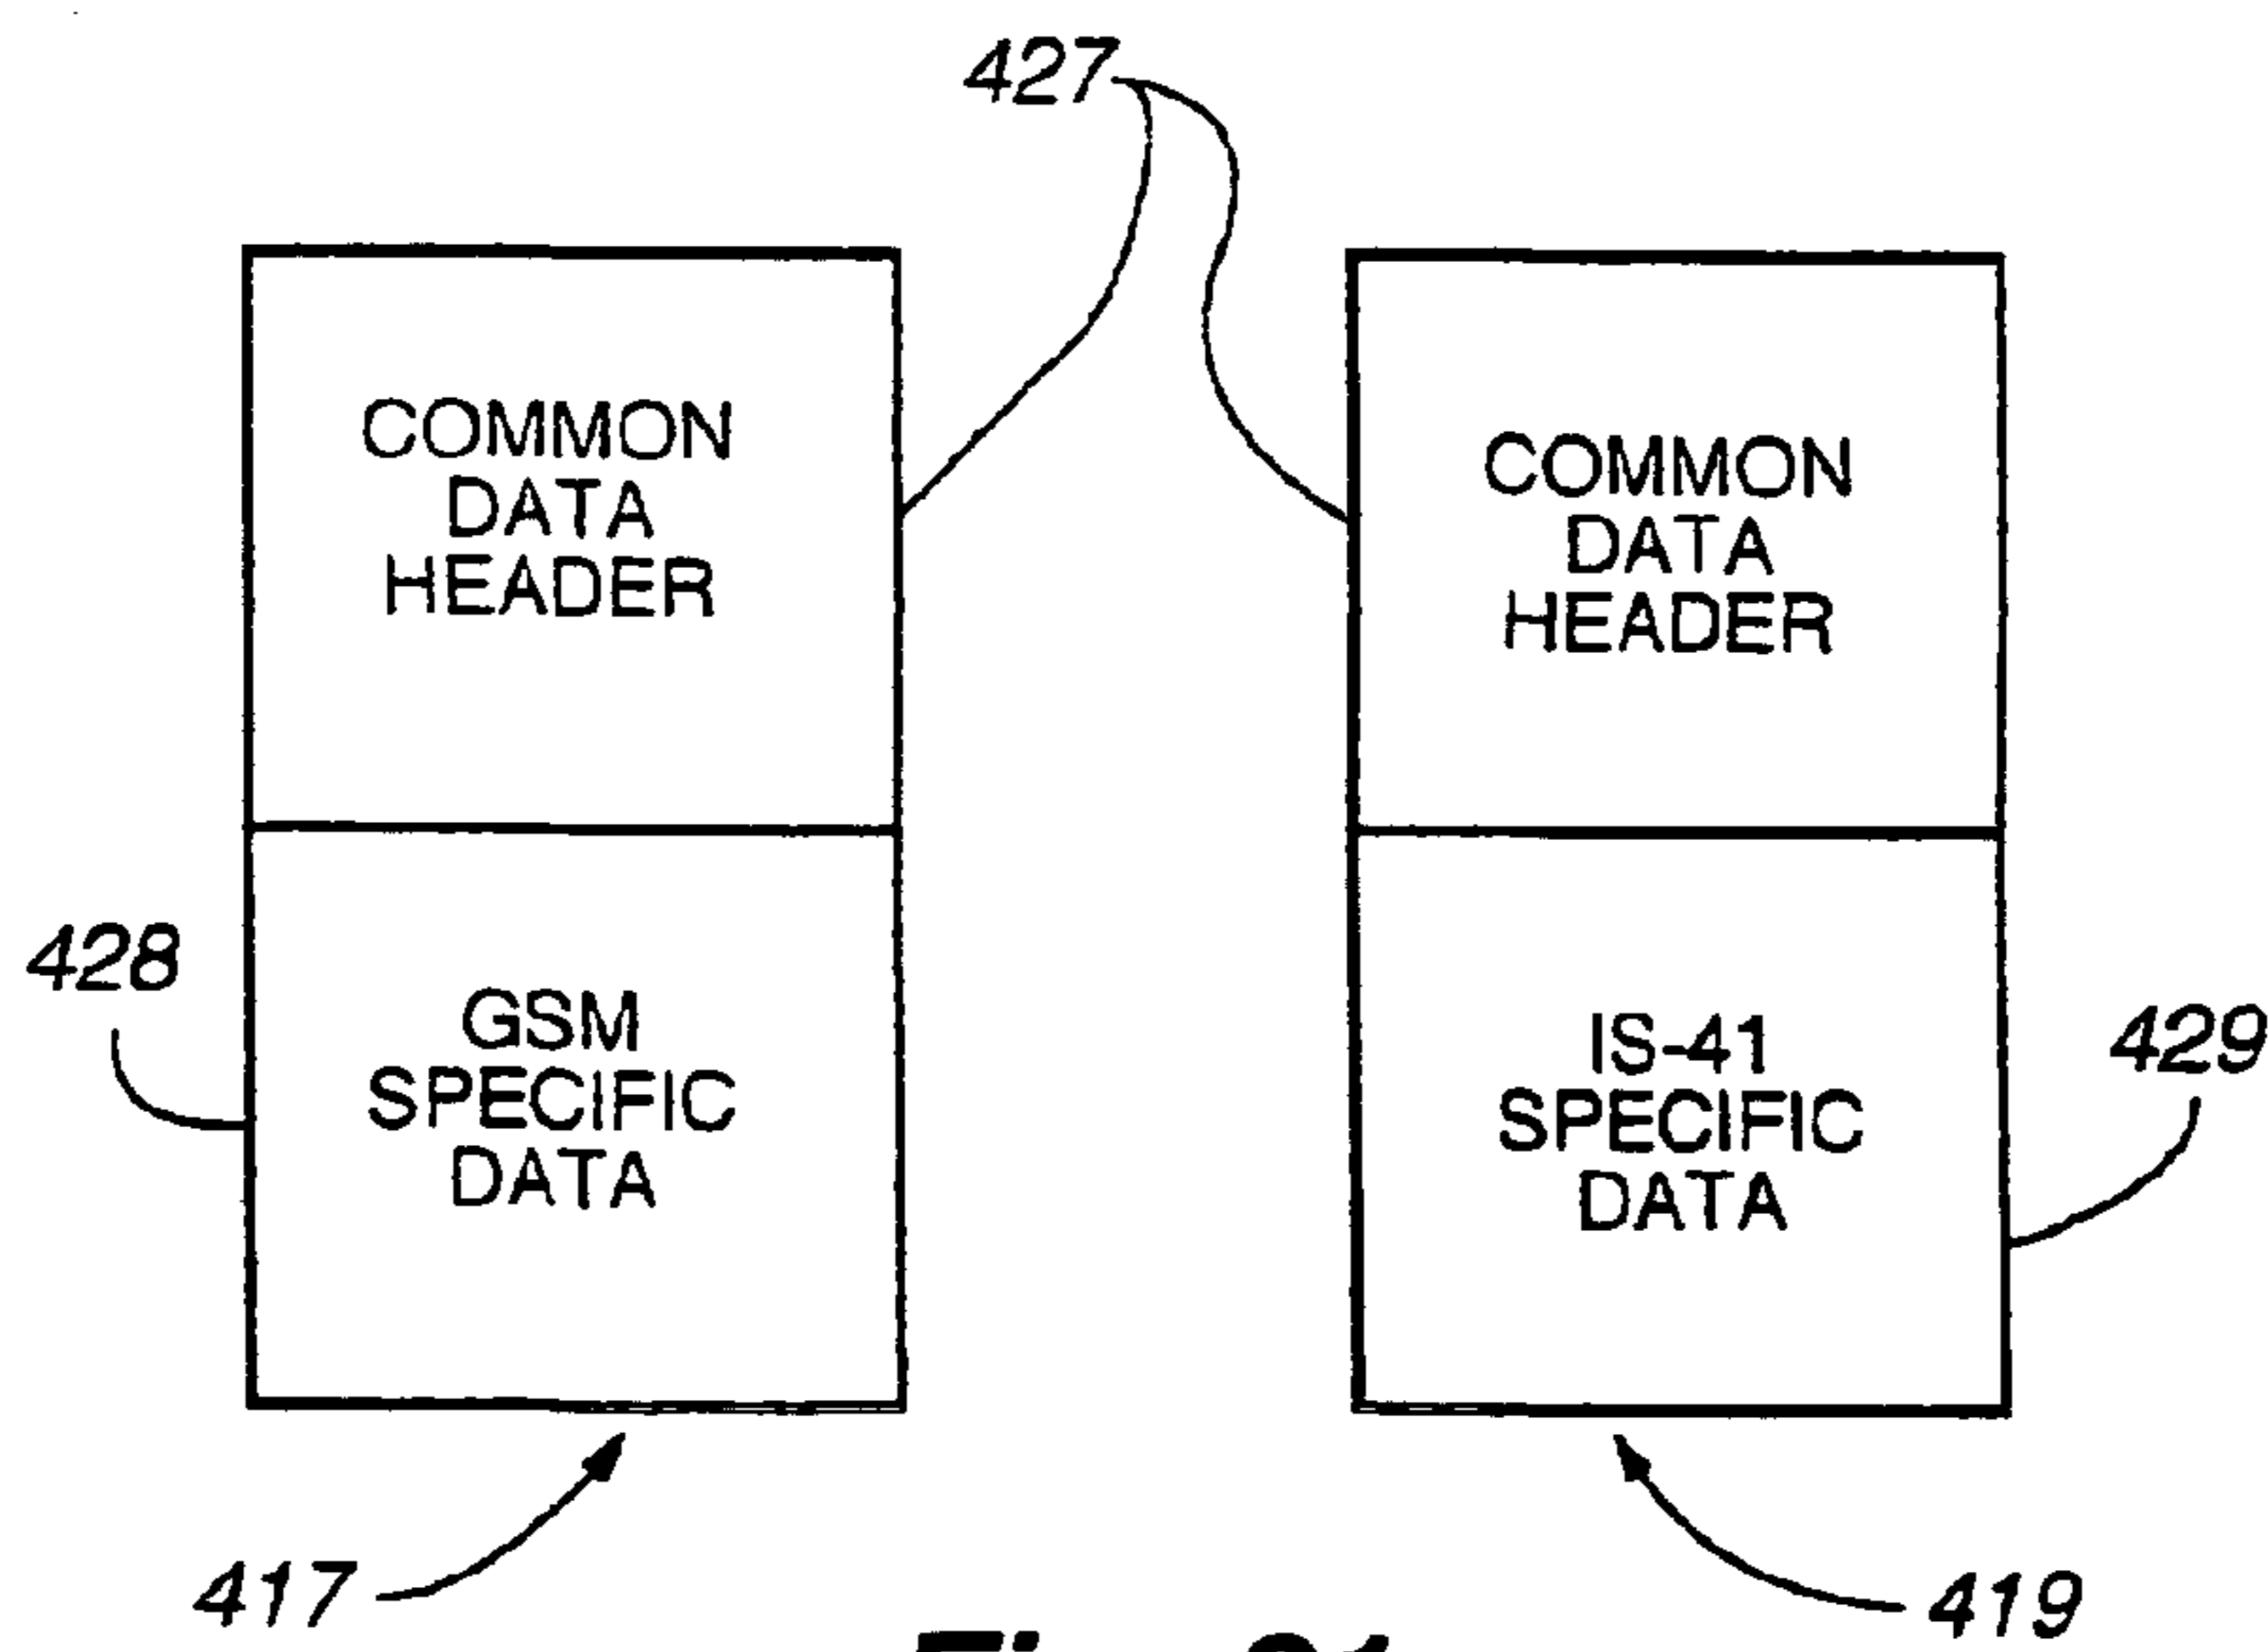 427
COMMON
DATA
HEADER
COMMON
DATA
HEADER
428
GSM
SPECIFIC
DATA
IS-41
SPECIFIC
DATA
429
417
419